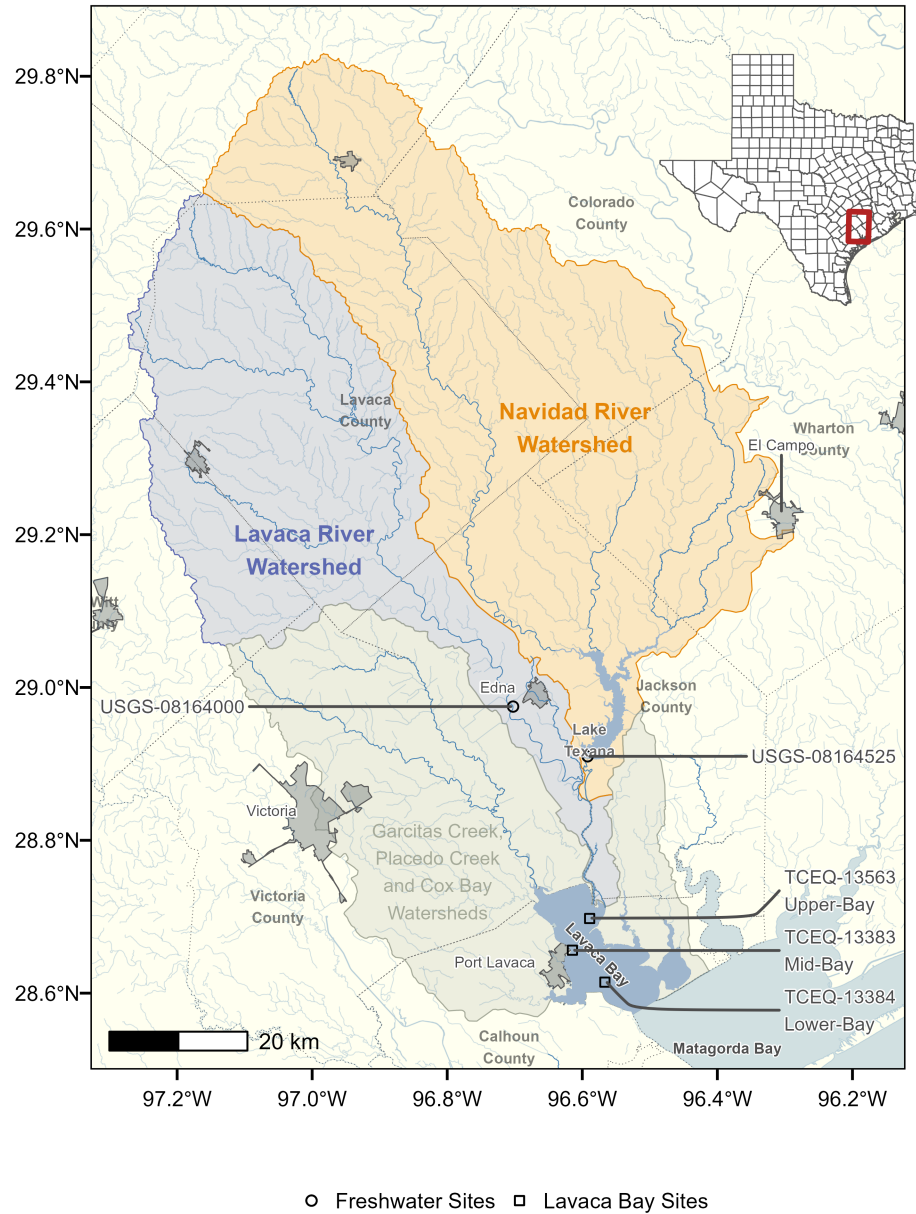 29.8°N
29.6°N
29.4°N
29.2°N
29.0°N
28.8°N
28.6°N
Colorado
County
Lavaca
County
Navidad River
Watershed
Wharton
County
El Campo
Lavaca River
Watershed
Witt
Edna
Jackson
County
USGS-08164000
Lake
Texana
USGS-08164525
Victoria
Garcitas Creek,
Placedo Creek
and Cox Bay
Watersheds
Victoria
County
TCEQ-13563
Upper-Bay
TCEQ-13383
Mid-Bay
Lavaca Bay
Port Lavaca
TCEQ-13384
Lower-Bay
Calhoun
County
Matagorda Bay
20 km
97.2°W
97.0°W
96.8°W
96.6°W
96.4°W
96.2°W
Freshwater Sites
Lavaca Bay Sites